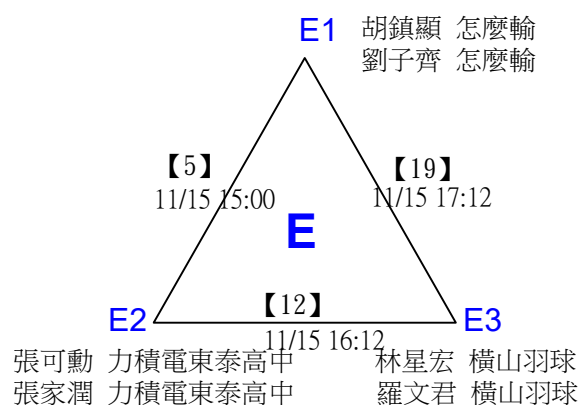 E1 胡鎮顯 怎麼輸
劉子齊 怎麼輸
【5】
11/15 15:00
【19】
11/15 17:12
E
E2
【12】
11/15 16:12
E3
張可勳 力積電東泰高中
張家潤 力積電東泰高中
林星宏 橫山羽球
羅文君 橫山羽球